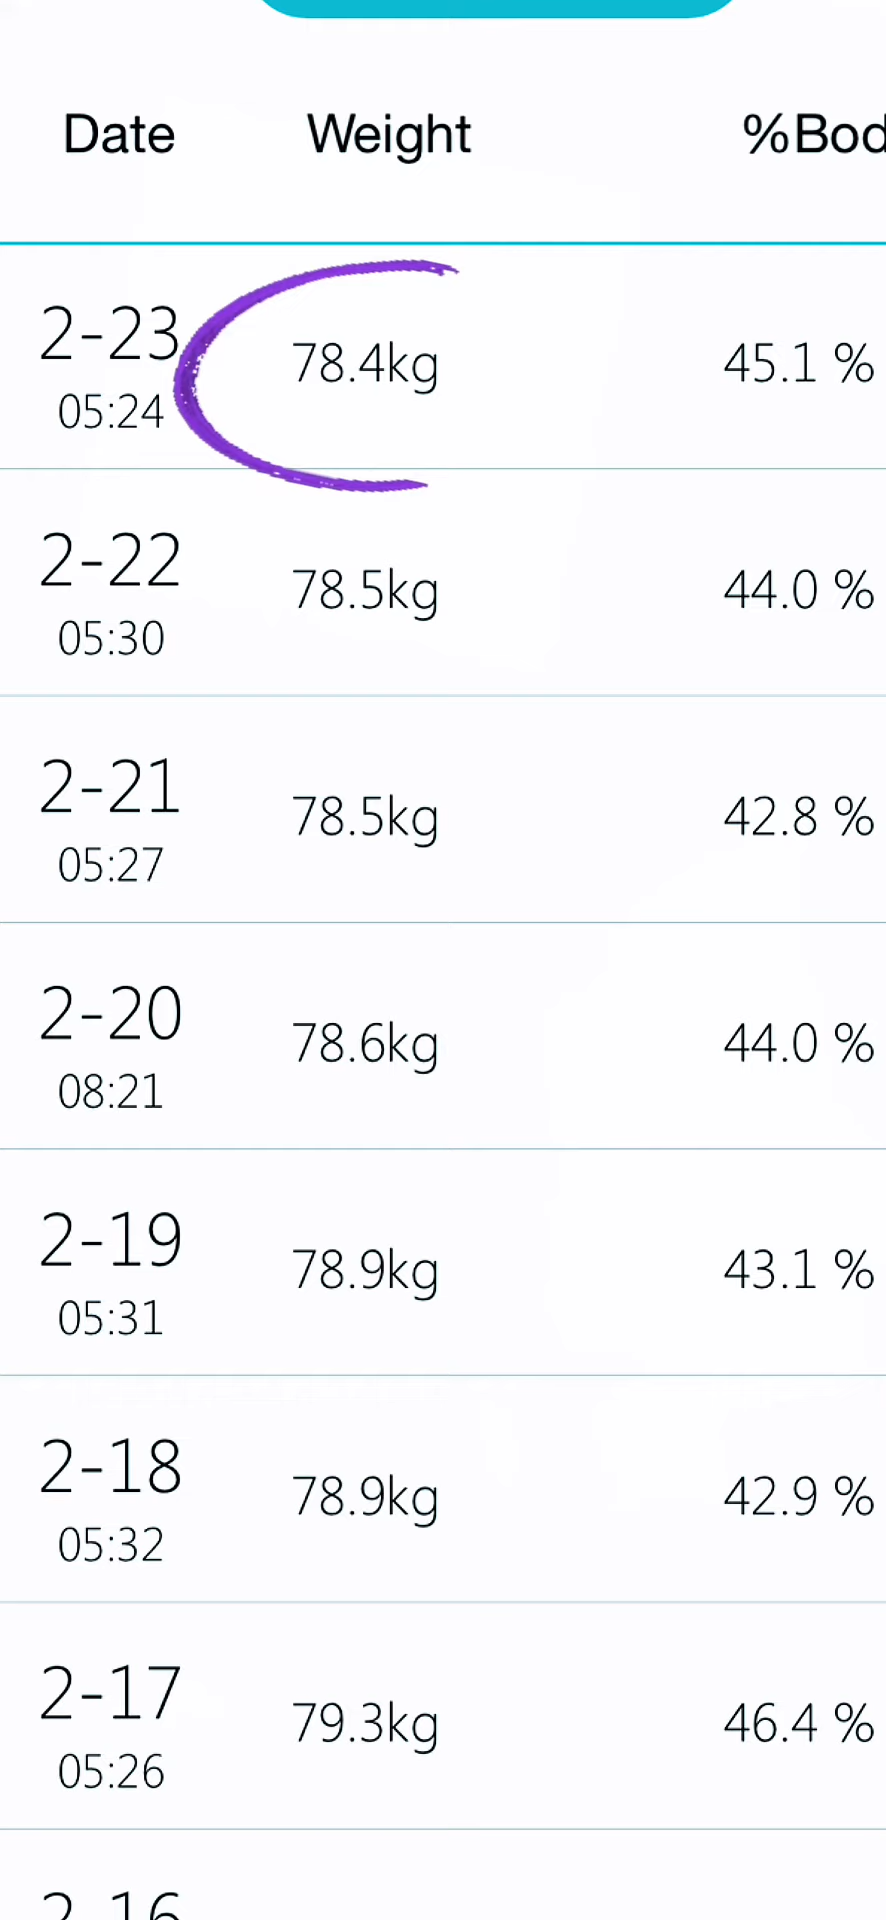 Date Weight %Bod
2-23
05:24
78.4kg 45.1 %
2-22
05:30
78.5kg 44.0 %
2-21
05:27
78.5kg 42.8 %
2-20
08:21
78.6kg 44.0 %
2-19
05:31
78.9kg 43.1 %
2-18
05:32
78.9kg 42.9 %
2-17
05:26
79.3kg 46.4 %
2-16